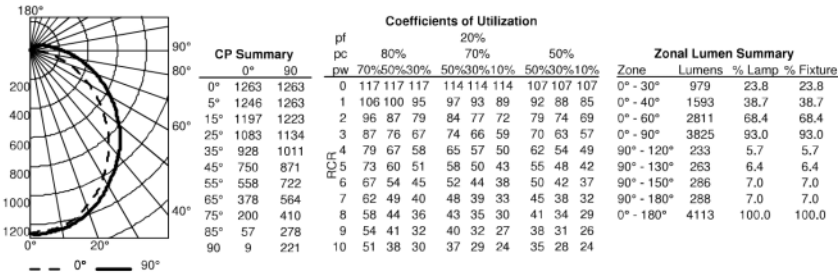 180°
90°
80°
60°
40°
200
400
600
800
1000
1200
0°
20°
0° 90°
CP Summary
0° 90
0° 1263 1263
5° 1246 1263
15° 1197 1223
25° 1083 1134
35° 928 1011
45° 750 871
55° 558 722
65° 378 564
75° 200 410
85° 57 278
90 9 221
Coefficients of Utilization
pf 20%
pc 80% 70% 50%
pw 70%50%30% 50%30%10% 50%30%10%
RCR
0 117 117 117 114 114 114 107 107 107
1 106 100 95 97 93 89 92 88 85
2 96 87 79 84 77 72 79 74 69
3 87 76 67 74 66 59 70 63 57
4 79 67 58 65 57 50 62 54 49
5 73 60 51 58 50 43 55 48 42
6 67 54 45 52 44 38 50 42 37
7 62 49 40 48 39 33 45 38 32
8 58 44 36 43 35 30 41 34 29
9 54 41 32 40 32 27 38 31 26
10 51 38 30 37 29 24 35 28 24
Zonal Lumen Summary
Zone Lumens % Lamp % Fixture
0° - 30° 979 23.8 23.8
0° - 40° 1593 38.7 38.7
0° - 60° 2811 68.4 68.4
0° - 90° 3825 93.0 93.0
90° - 120° 233 5.7 5.7
90° - 130° 263 6.4 6.4
90° - 150° 286 7.0 7.0
90° - 180° 288 7.0 7.0
0° - 180° 4113 100.0 100.0